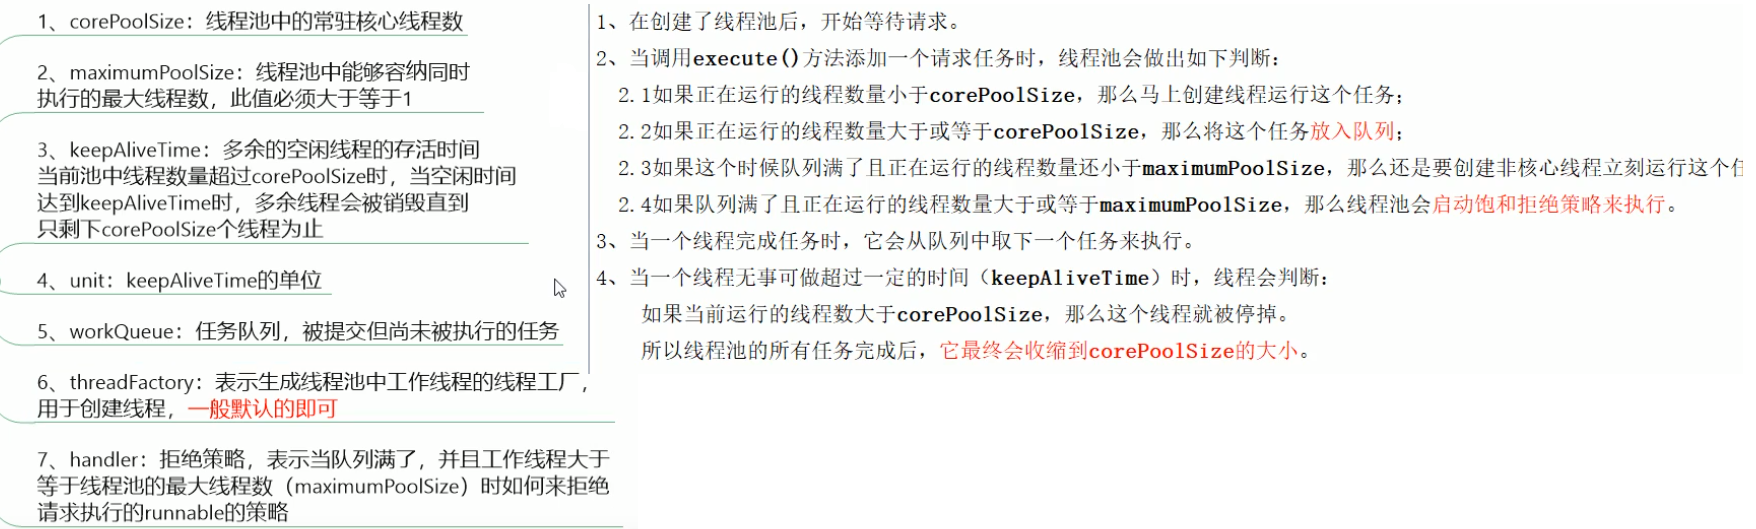 1、corePoolSize：线程池中的常驻核心线程数
2、maximumPoolSize：线程池中能够容纳同时
执行的最大线程数，此值必须大于等于1
3、keepAliveTime：多余的空闲线程的存活时间
当前池中线程数量超过corePoolSize时，当空闲时间
达到keepAliveTime时，多余线程会被销毁直到
只剩下corePoolSize个线程为止
4、unit：keepAliveTime的单位
5、workQueue：任务队列，被提交但尚未被执行的任务
6、threadFactory：表示生成线程池中工作线程的线程工厂，
用于创建线程，一般默认的即可
7、handler：拒绝策略，表示当队列满了，并且工作线程大于
等于线程池的最大线程数（maximumPoolSize）时如何来拒绝
请求执行的runnable的策略
1、在创建了线程池后，开始等待请求。
2、当调用execute()方法添加一个请求任务时，线程池会做出如下判断：
2.1如果正在运行的线程数量小于corePoolSize，那么马上创建线程运行这个任务；
2.2如果正在运行的线程数量大于或等于corePoolSize，那么将这个任务放入队列；
2.3如果这个时候队列满了且正在运行的线程数量还小于maximumPoolSize，那么还是要创建非核心线程立刻运行这个
2.4如果队列满了且正在运行的线程数量大于或等于maximumPoolSize，那么线程池会启动饱和拒绝策略来执行。
3、当一个线程完成任务时，它会从队列中取下一个任务来执行。
4、当一个线程无事可做超过一定的时间（keepAliveTime）时，线程会判断：
如果当前运行的线程数大于corePoolSize，那么这个线程就被停掉。
所以线程池的所有任务完成后，它最终会收缩到corePoolSize的大小。